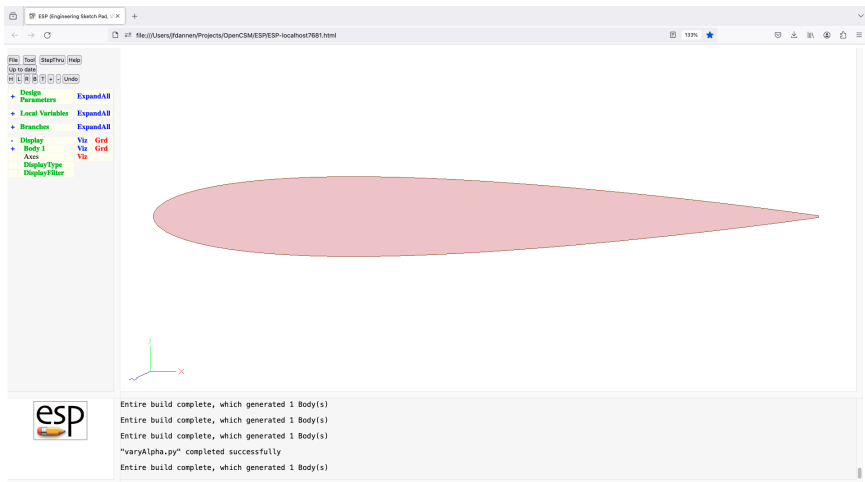 ESP (Engineering Sketch Pad, V
file:///Users/jfdannen/Projects/OpenCSM/ESP/ESP-localhost7681.html
133%
File Tool StepThru Help
Up to date
H L R B T + - Undo
+ Design Parameters ExpandAll
+ Local Variables ExpandAll
+ Branches ExpandAll
- Display Viz Grd
+ Body 1 Viz Grd
Axes Viz
DisplayType
DisplayFilter
Y
X
esp
Entire build complete, which generated 1 Body(s)
Entire build complete, which generated 1 Body(s)
Entire build complete, which generated 1 Body(s)
"varyAlpha.py" completed successfully
Entire build complete, which generated 1 Body(s)